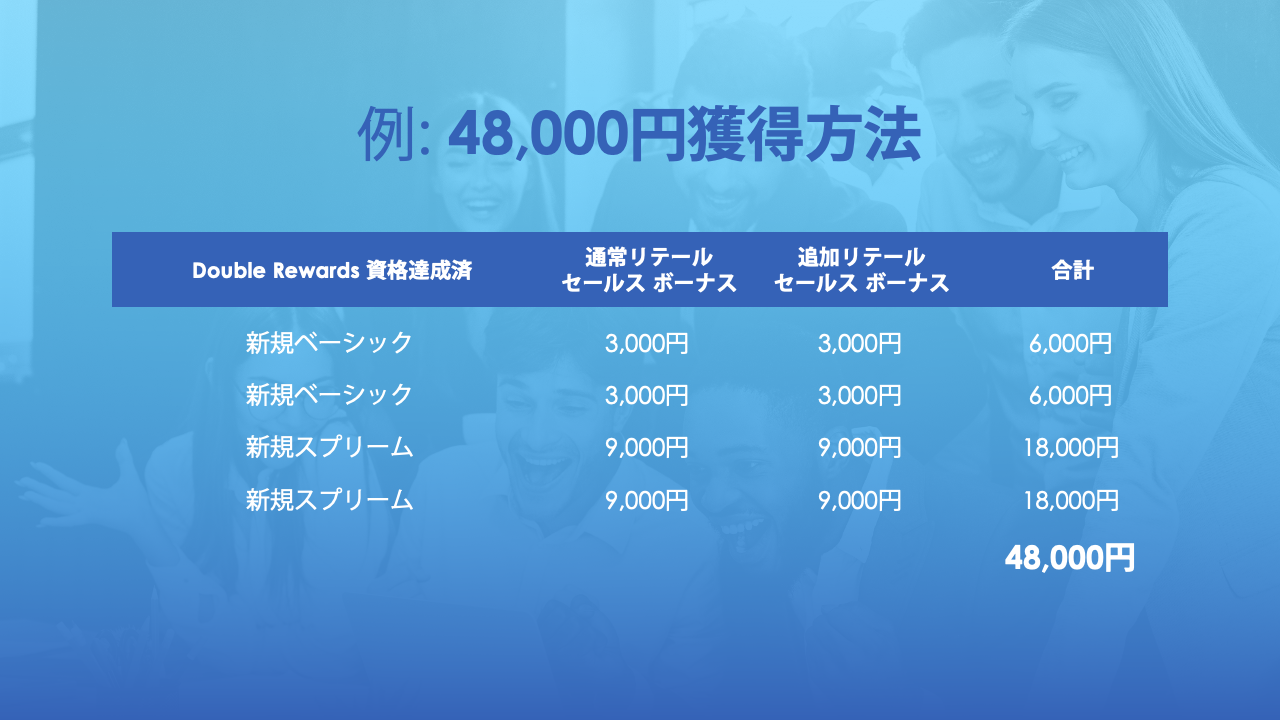 例: 48,000円獲得方法
Double Rewards 資格達成済 通常リテール セールス ボーナス 追加リテール セールス ボーナス 合計
新規ベーシック 3,000円 3,000円 6,000円
新規ベーシック 3,000円 3,000円 6,000円
新規スプリーム 9,000円 9,000円 18,000円
新規スプリーム 9,000円 9,000円 18,000円
48,000円